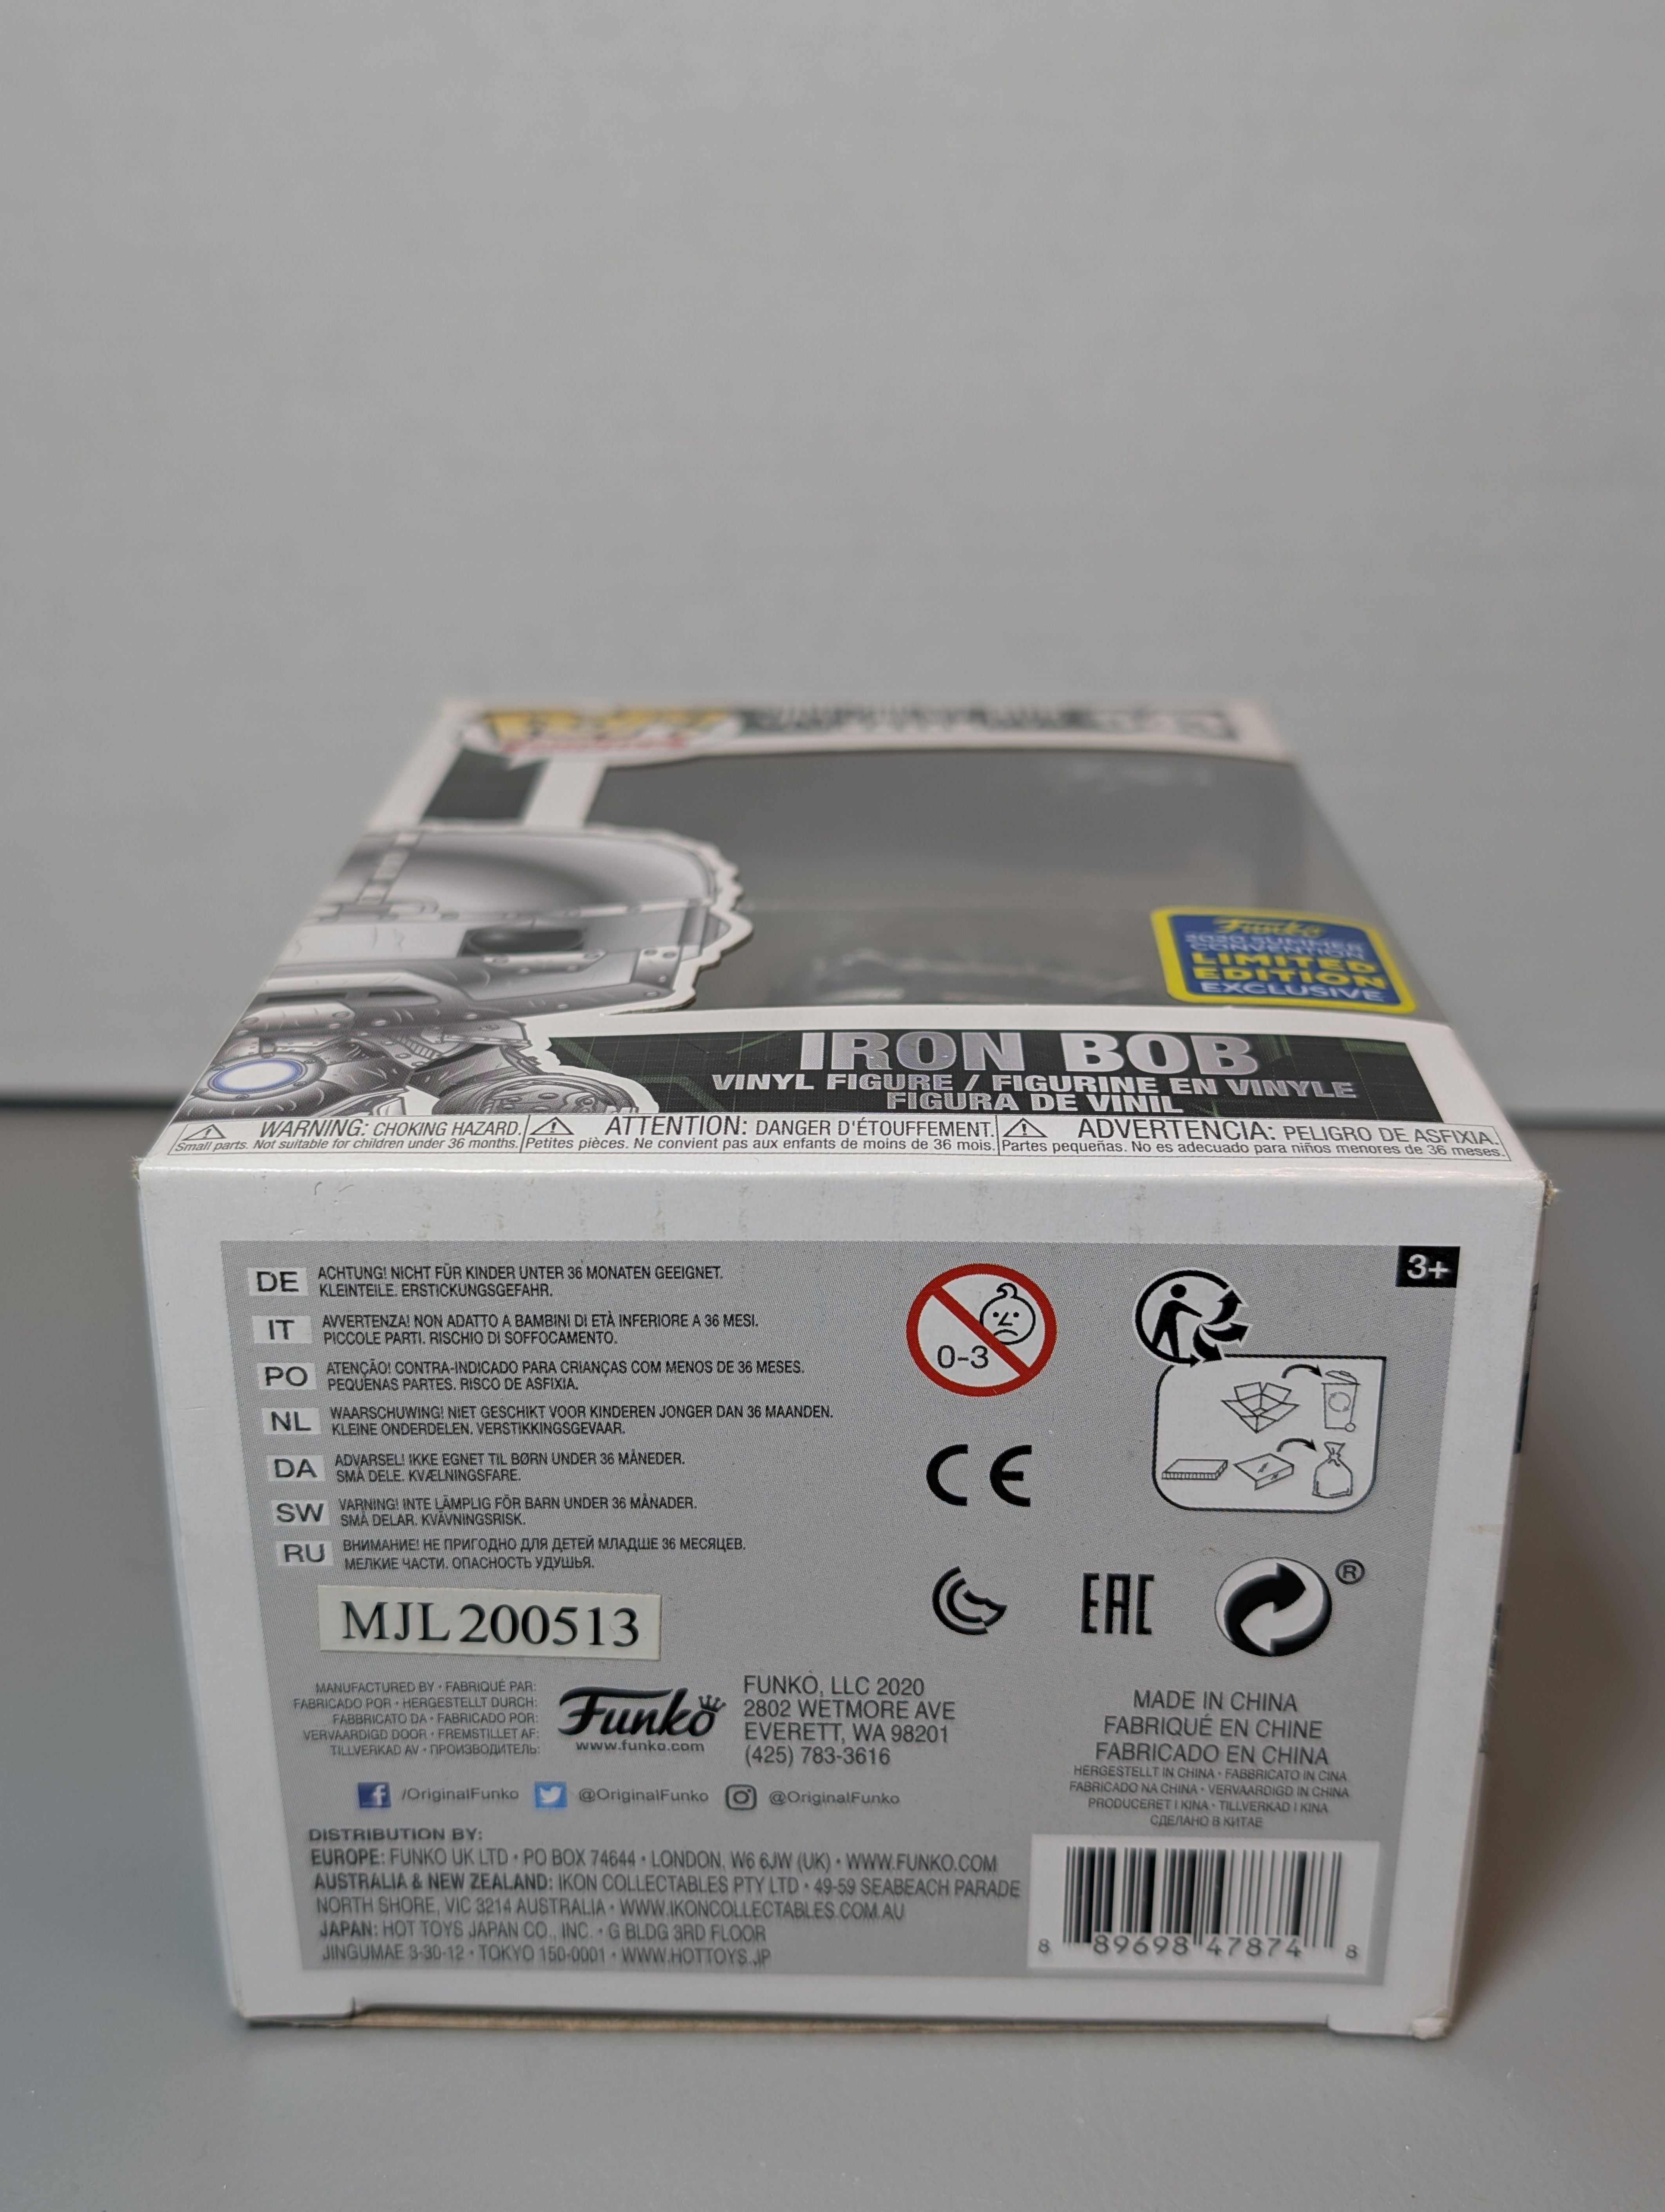 POP!
Funko
2020 SUMMER
CONVENTION
LIMITED
EDITION
EXCLUSIVE
IRON BOB
VINYL FIGURE / FIGURINE EN VINYLE
FIGURA DE VINIL
WARNING: CHOKING HAZARD.
Small parts. Not suitable for children under 36 months.
ATTENTION: DANGER D'ÉTOUFFEMENT.
Petites pièces. Ne convient pas aux enfants de moins de 36 mois.
ADVERTENCIA: PELIGRO DE ASFIXIA.
Partes pequeñas. No es adecuado para niños menores de 36 meses.
3+
DE ACHTUNG! NICHT FÜR KINDER UNTER 36 MONATEN GEEIGNET.
KLEINTEILE. ERSTICKUNGSGEFAHR.
IT AVVERTENZA! NON ADATTO A BAMBINI DI ETÀ INFERIORE A 36 MESI.
PICCOLE PARTI. RISCHIO DI SOFFOCAMENTO.
PO ATENÇÃO! CONTRA-INDICADO PARA CRIANÇAS COM MENOS DE 36 MESES.
PEQUENAS PARTES. RISCO DE ASFIXIA.
NL WAARSCHUWING! NIET GESCHIKT VOOR KINDEREN JONGER DAN 36 MAANDEN.
KLEINE ONDERDELEN. VERSTIKKINGSGEVAAR.
DA ADVARSEL! IKKE EGNET TIL BØRN UNDER 36 MÅNEDER.
SMÅ DELE. KVÆLNINGSFARE.
SW VARNING! INTE LÄMPLIG FÖR BARN UNDER 36 MÅNADER.
SMÅ DELAR. KVÄVNINGSRISK.
RU ВНИМАНИЕ! НЕ ПРИГОДНО ДЛЯ ДЕТЕЙ МЛАДШЕ 36 МЕСЯЦЕВ.
МЕЛКИЕ ЧАСТИ. ОПАСНОСТЬ УДУШЬЯ.
0-3
CE
EAC
®
MJL 200513
MANUFACTURED BY • FABRIQUÉ PAR:
FABRICADO POR • HERGESTELLT DURCH:
FABBRICATO DA • FABRICADO POR:
VERVAARDIGD DOOR • FREMSTILLET AF:
TILLVERKAD AV • ПРОИЗВОДИТЕЛЬ:
Funko
www.funko.com
FUNKO, LLC 2020
2802 WETMORE AVE
EVERETT, WA 98201
(425) 783-3616
/OriginalFunko @OriginalFunko @OriginalFunko
MADE IN CHINA
FABRIQUÉ EN CHINE
FABRICADO EN CHINA
HERGESTELLT IN CHINA • FABBRICATO IN CINA
FABRICADO NA CHINA • VERVAARDIGD IN CHINA
PRODUCERET I KINA • TILLVERKAD I KINA
СДЕЛАНО В КИТАЕ
DISTRIBUTION BY:
EUROPE: FUNKO UK LTD • PO BOX 74644 • LONDON, W6 6JW (UK) • WWW.FUNKO.COM
AUSTRALIA & NEW ZEALAND: IKON COLLECTABLES PTY LTD • 49-59 SEABEACH PARADE
NORTH SHORE, VIC 3214 AUSTRALIA • WWW.IKONCOLLECTABLES.COM.AU
JAPAN: HOT TOYS JAPAN CO., INC. • G BLDG 3RD FLOOR
JINGUMAE 3-30-12 • TOKYO 150-0001 • WWW.HOTTOYS.JP
8 89698 47874 8